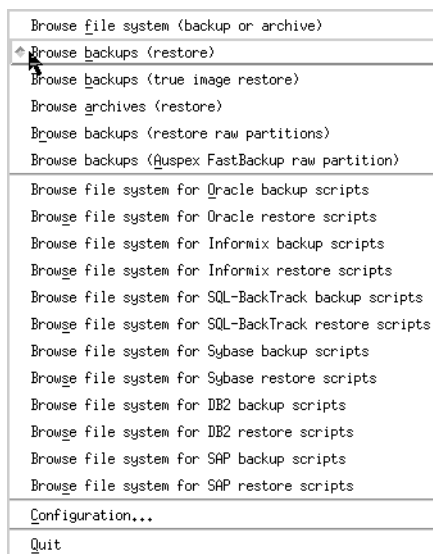 Browse file system (backup or archive)
Browse backups (restore)
Browse backups (true image restore)
Browse archives (restore)
Browse backups (restore raw partitions)
Browse backups (Auspex FastBackup raw partition)
Browse file system for Oracle backup scripts
Browse file system for Oracle restore scripts
Browse file system for Informix backup scripts
Browse file system for Informix restore scripts
Browse file system for SQL-BackTrack backup scripts
Browse file system for SQL-BackTrack restore scripts
Browse file system for Sybase backup scripts
Browse file system for Sybase restore scripts
Browse file system for DB2 backup scripts
Browse file system for DB2 restore scripts
Browse file system for SAP backup scripts
Browse file system for SAP restore scripts
Configuration...
Quit